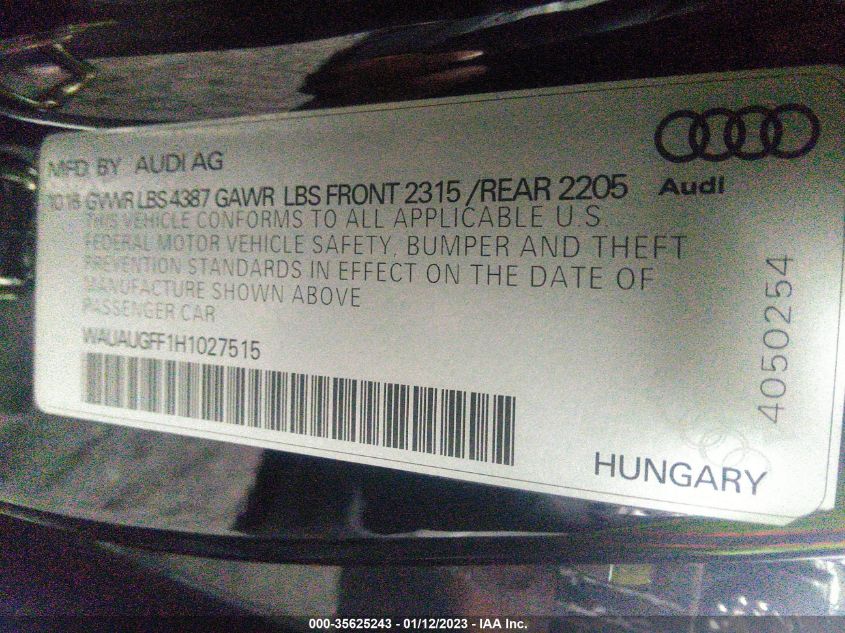 MFD BY AUDI AG
Audi
10 16 GVWR LBS 4387 GAWR LBS FRONT 2315 / REAR 2205
THIS VEHICLE CONFORMS TO ALL APPLICABLE U.S.
FEDERAL MOTOR VEHICLE SAFETY, BUMPER AND THEFT
PREVENTION STANDARDS IN EFFECT ON THE DATE OF
MANUFACTURE SHOWN ABOVE
PASSENGER CAR
WAUAUGFF1H1027515
4050254
HUNGARY
000-35625243 - 01/12/2023 - IAA Inc.